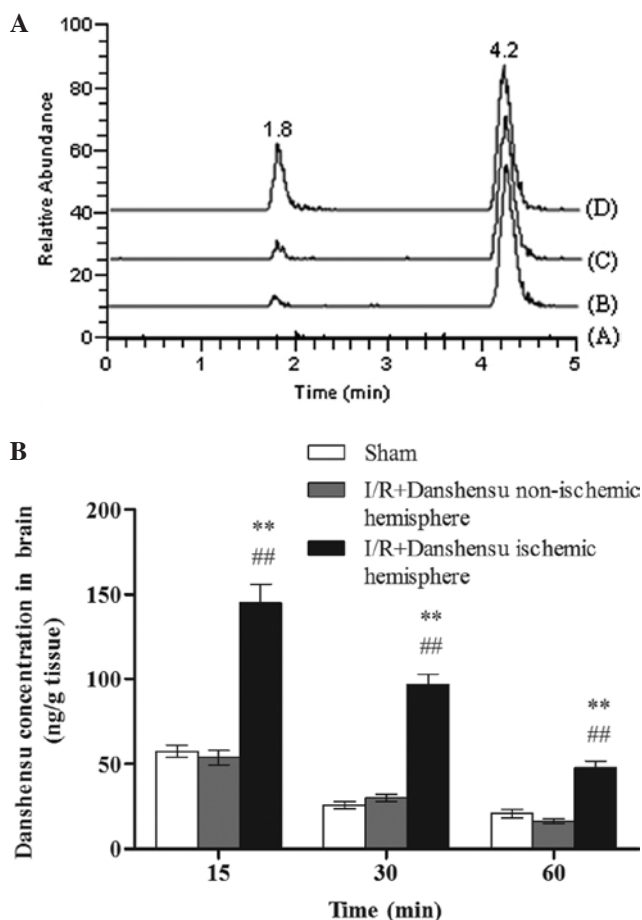 A
Relative Abundance
100
80
60
40
20
0
1.8
4.2
(D)
(C)
(B)
(A)
0 1 2 3 4 5
Time (min)
B
Sham
I/R+Danshensu non-ischemic
hemisphere
I/R+Danshensu ischemic
hemisphere
Danshensu concentration in brain
(ng/g tissue)
200
150
100
50
0
**
##
**
##
**
##
15 30 60
Time (min)